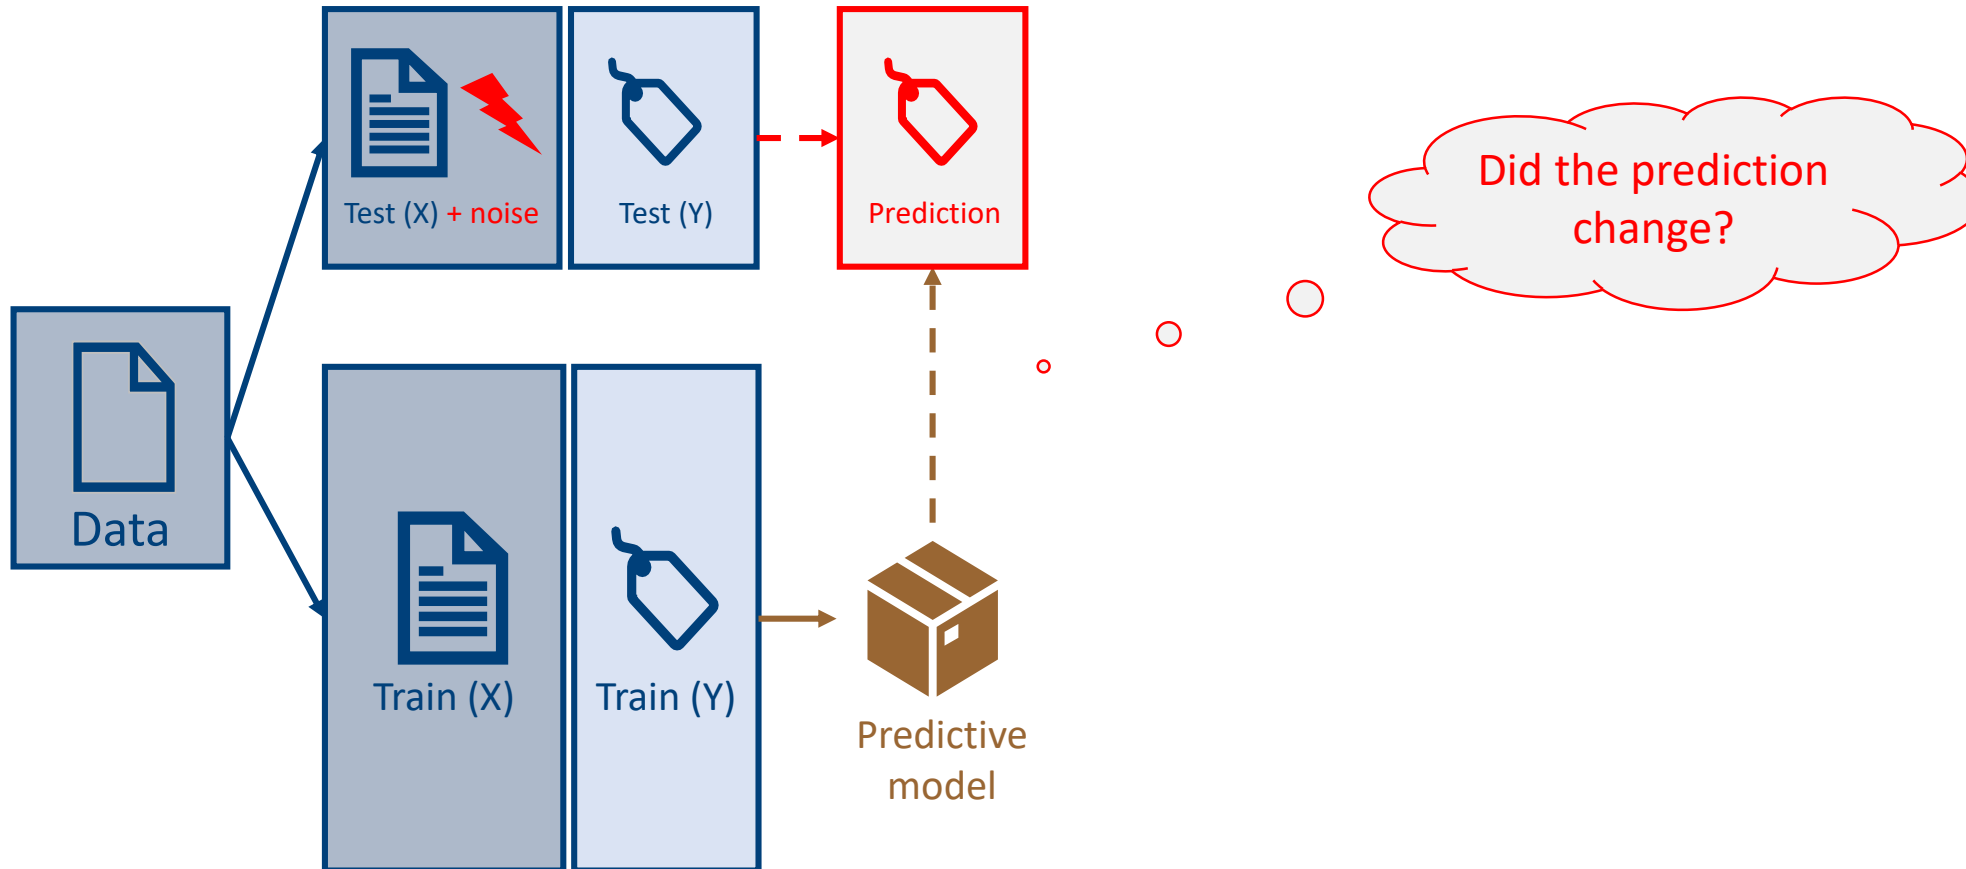 Test (X) + noise
Test (Y)
Prediction
Did the prediction
change?
Data
Train (X)
Train (Y)
Predictive
model